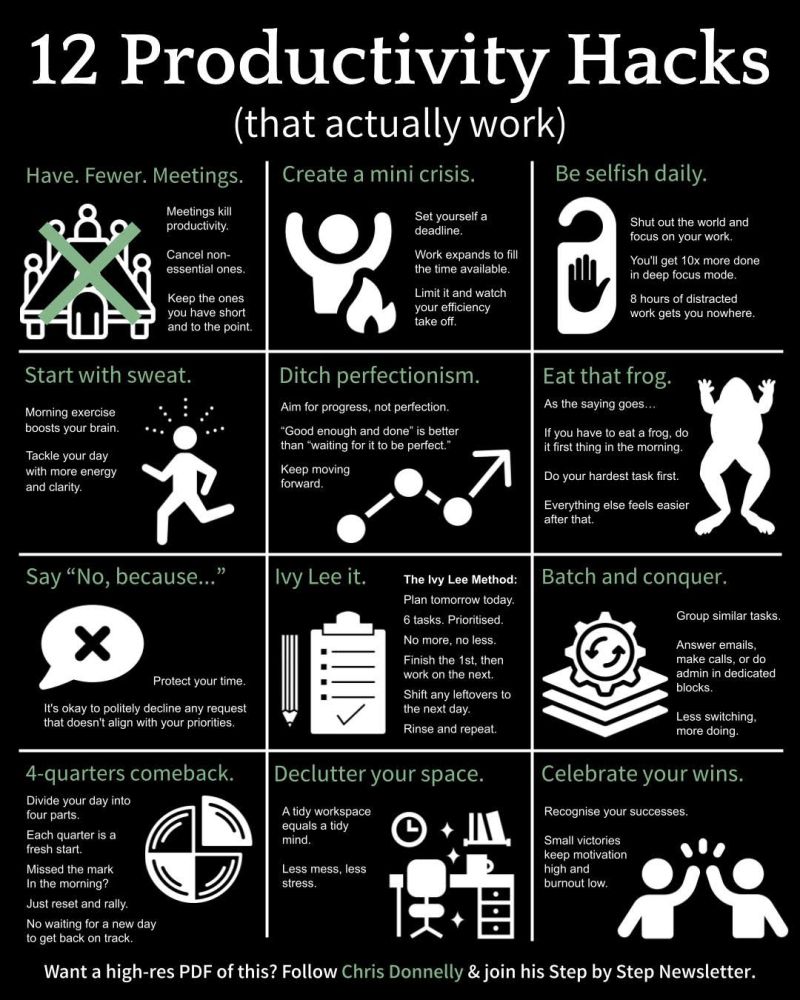 12 Productivity Hacks
(that actually work)
Have. Fewer. Meetings.
Meetings kill
productivity.
Cancel non-
essential ones.
Keep the ones
you have short
and to the point.
Create a mini crisis.
Set yourself a
deadline.
Work expands to fill
the time available.
Limit it and watch
your efficiency
take off.
Be selfish daily.
Shut out the world and
focus on your work.
You'll get 10x more done
in deep focus mode.
8 hours of distracted
work gets you nowhere.
Start with sweat.
Morning exercise
boosts your brain.
Tackle your day
with more energy
and clarity.
Ditch perfectionism.
Aim for progress, not perfection.
“Good enough and done” is better
than “waiting for it to be perfect.”
Keep moving
forward.
Eat that frog.
As the saying goes…
If you have to eat a frog, do
it first thing in the morning.
Do your hardest task first.
Everything else feels easier
after that.
Say “No, because...”
Protect your time.
It's okay to politely decline any request
that doesn't align with your priorities.
Ivy Lee it.
The Ivy Lee Method:
Plan tomorrow today.
6 tasks. Prioritised.
No more, no less.
Finish the 1st, then
work on the next.
Shift any leftovers to
the next day.
Rinse and repeat.
Batch and conquer.
Group similar tasks.
Answer emails,
make calls, or do
admin in dedicated
blocks.
Less switching,
more doing.
4-quarters comeback.
Divide your day into
four parts.
Each quarter is a
fresh start.
Missed the mark
In the morning?
Just reset and rally.
No waiting for a new day
to get back on track.
Declutter your space.
A tidy workspace
equals a tidy
mind.
Less mess, less
stress.
Celebrate your wins.
Recognise your successes.
Small victories
keep motivation
high and
burnout low.
Want a high-res PDF of this? Follow Chris Donnelly & join his Step by Step Newsletter.